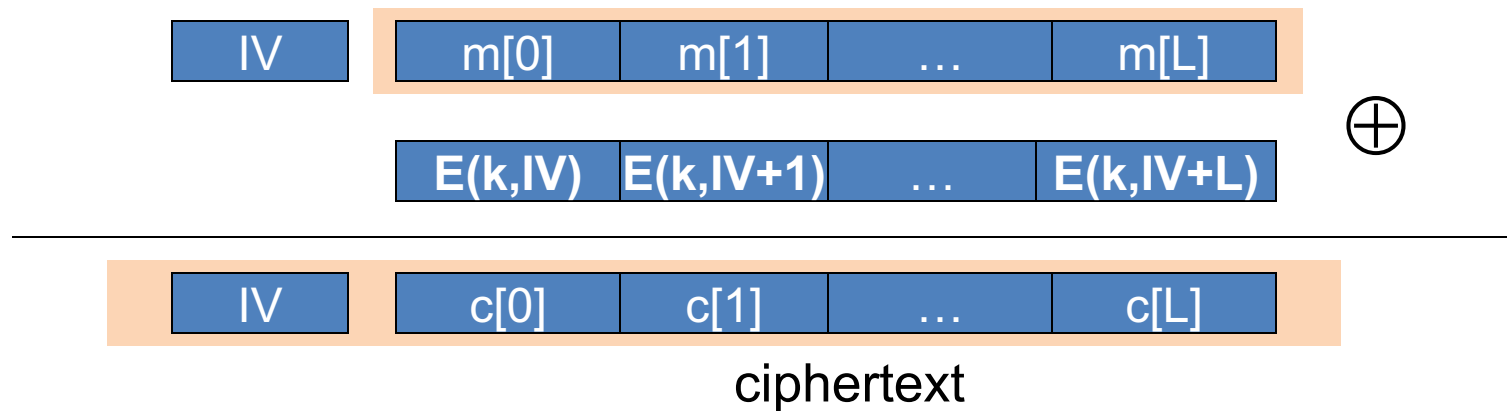 IV m[0] m[1] … m[L]
⊕
E(k,IV) E(k,IV+1) … E(k,IV+L)
IV c[0] c[1] … c[L]
ciphertext